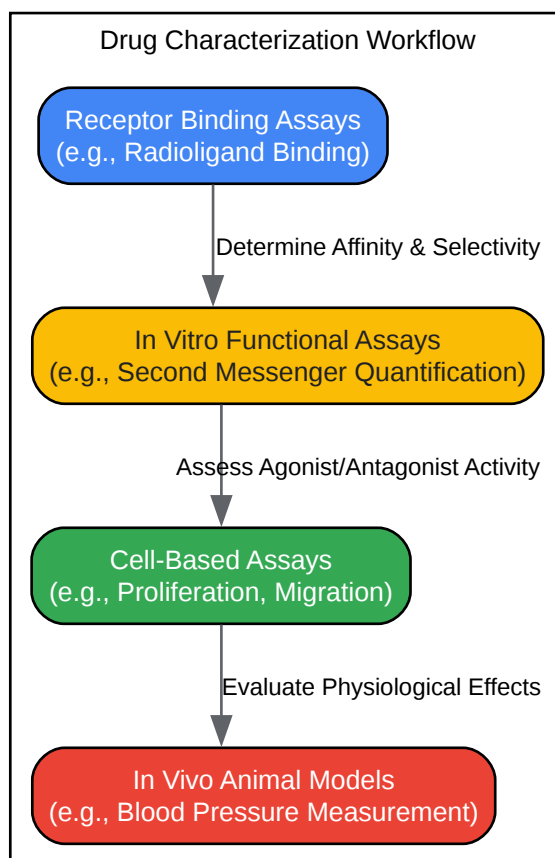 Drug Characterization Workflow
Receptor Binding Assays
(e.g., Radioligand Binding)
Determine Affinity & Selectivity
In Vitro Functional Assays
(e.g., Second Messenger Quantification)
Assess Agonist/Antagonist Activity
Cell-Based Assays
(e.g., Proliferation, Migration)
Evaluate Physiological Effects
In Vivo Animal Models
(e.g., Blood Pressure Measurement)